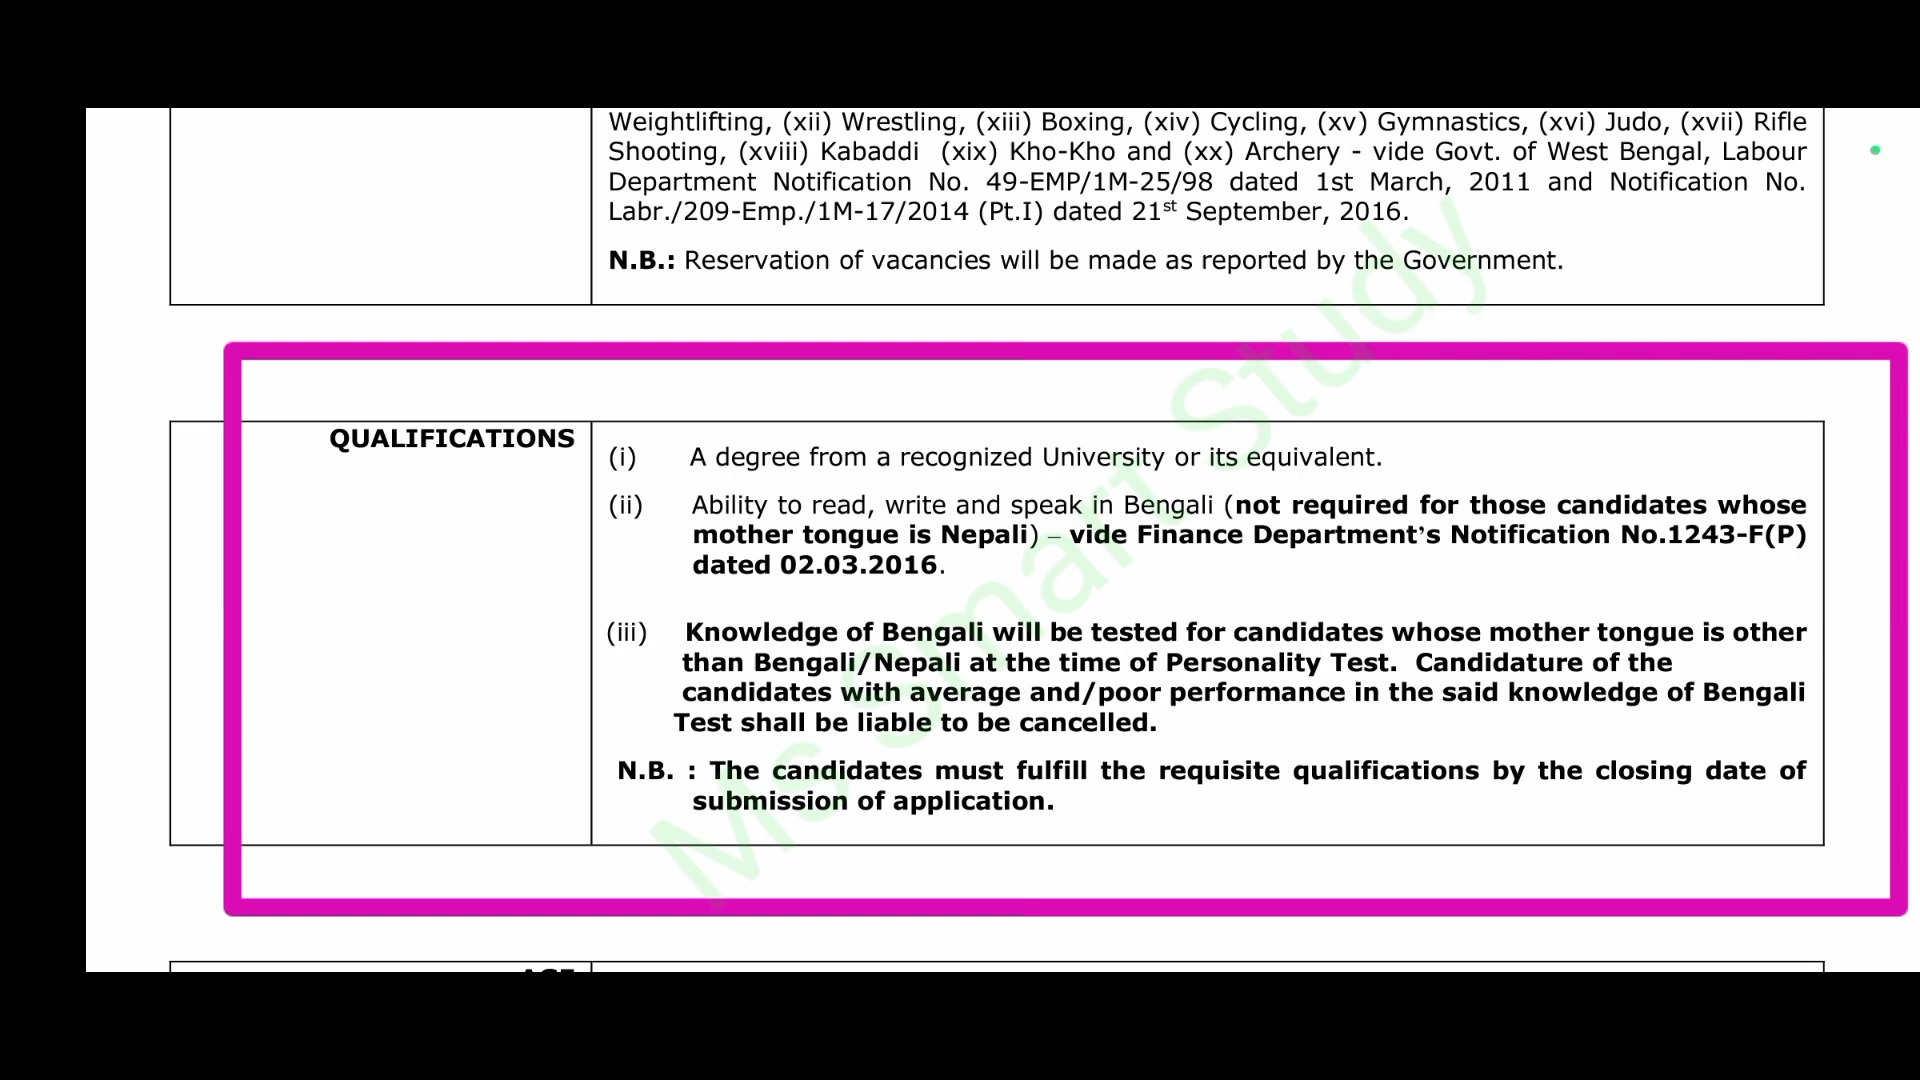 Weightlifting, (xii) Wrestling, (xiii) Boxing, (xiv) Cycling, (xv) Gymnastics, (xvi) Judo, (xvii) Rifle
Shooting, (xviii) Kabaddi (xix) Kho-Kho and (xx) Archery - vide Govt. of West Bengal, Labour
Department Notification No. 49-EMP/1M-25/98 dated 1st March, 2011 and Notification No.
Labr./209-Emp./1M-17/2014 (Pt.I) dated 21st September, 2016.
N.B.: Reservation of vacancies will be made as reported by the Government.
QUALIFICATIONS
(i) A degree from a recognized University or its equivalent.
(ii) Ability to read, write and speak in Bengali (not required for those candidates whose
mother tongue is Nepali) – vide Finance Department’s Notification No.1243-F(P)
dated 02.03.2016.
(iii) Knowledge of Bengali will be tested for candidates whose mother tongue is other
than Bengali/Nepali at the time of Personality Test. Candidature of the
candidates with average and/poor performance in the said knowledge of Bengali
Test shall be liable to be cancelled.
N.B. : The candidates must fulfill the requisite qualifications by the closing date of
submission of application.
Ms Smart Study